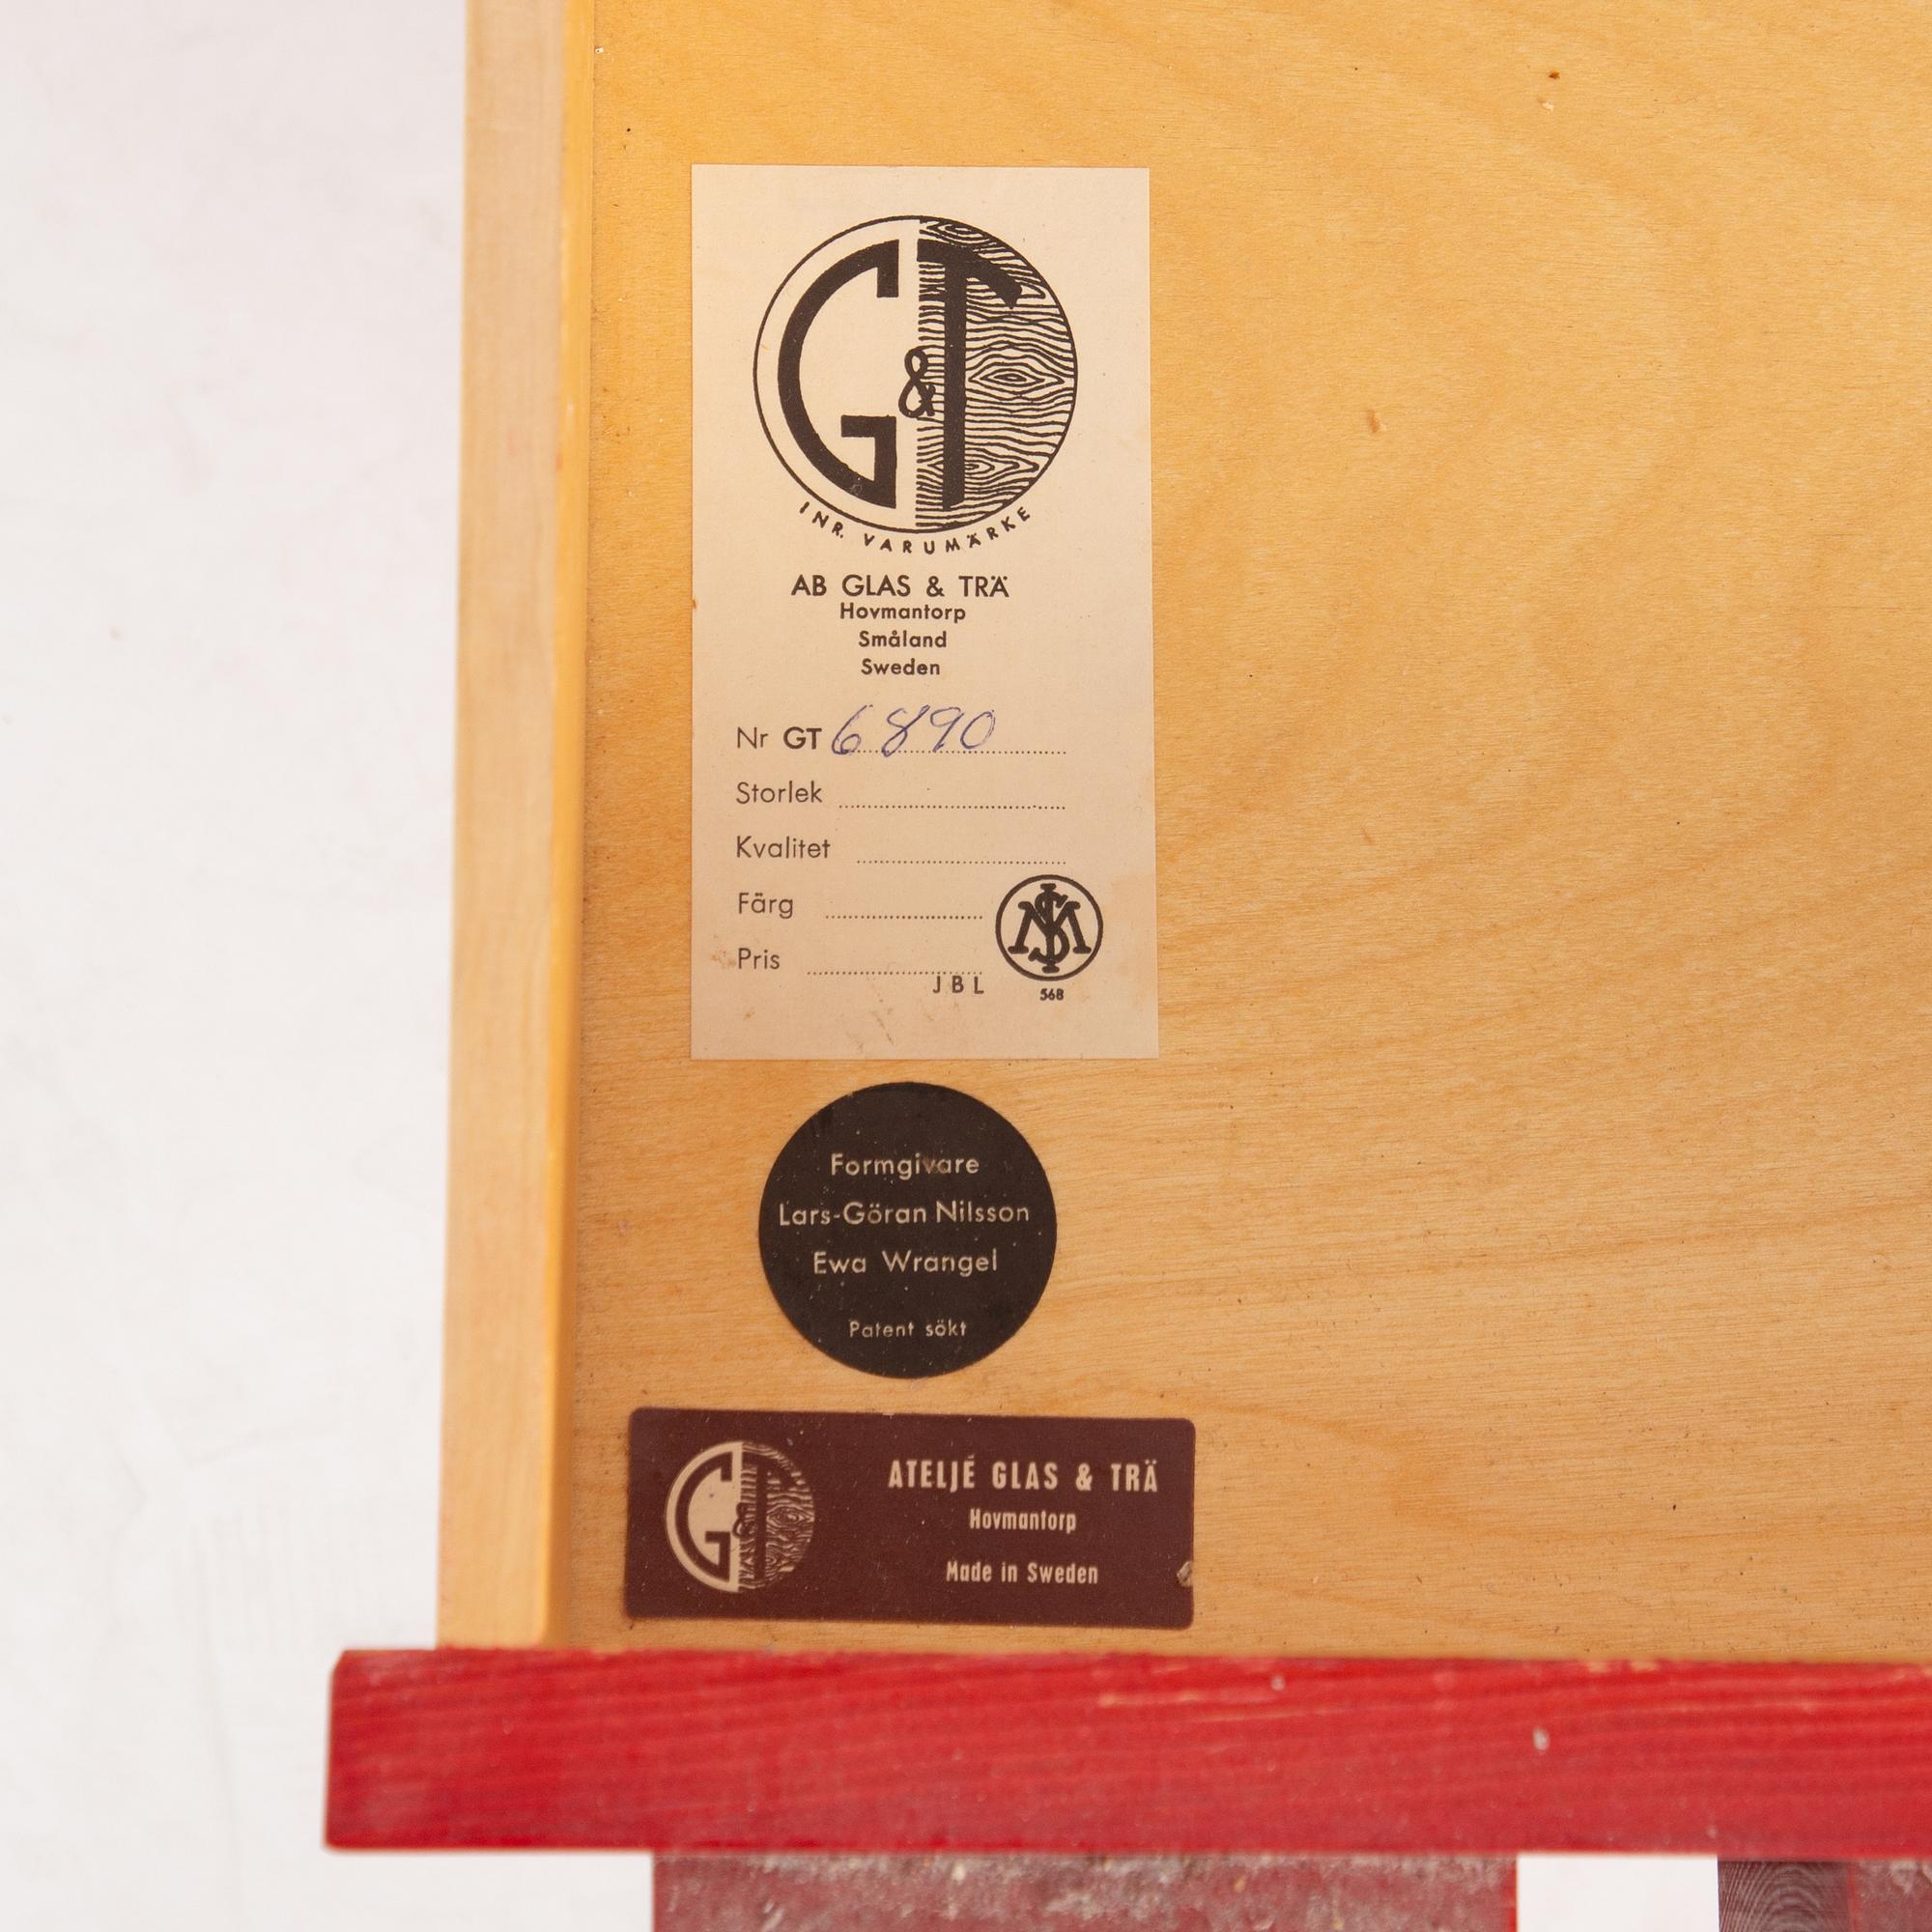 G&T
INR. VARUMÄRKE
AB GLAS & TRÄ
Hovmantorp
Småland
Sweden
Nr GT 6890
Storlek
Kvalitet
Färg
Pris
JBL
SMI
568
Formgivare
Lars-Göran Nilsson
Ewa Wrangel
Patent sökt
G&T
ATELJÉ GLAS & TRÄ
Hovmantorp
Made in Sweden